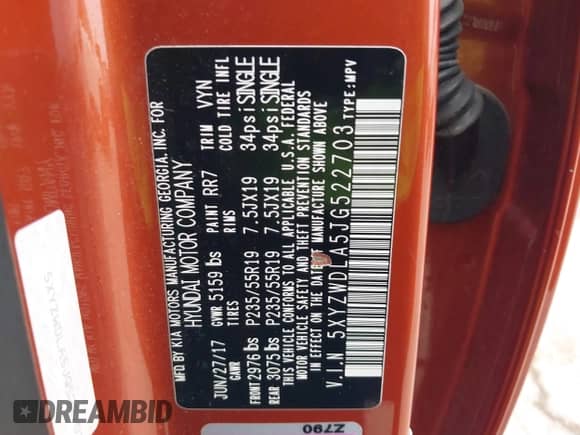 MFD. BY KIA MOTORS MANUFACTURING GEORGIA, INC. FOR
HYUNDAI MOTOR COMPANY
JUN/27/17 GVWR 5159 lbs PAINT RR7 TRIM VYN
GAWR TIRES RIMS COLD TIRE INFL
FRONT 2976 lbs P235/55R19 7.5JX19 34psi SINGLE
REAR 3075 lbs P235/55R19 7.5JX19 34psi SINGLE
THIS VEHICLE CONFORMS TO ALL APPLICABLE U.S.A. FEDERAL
MOTOR VEHICLE SAFETY AND THEFT PREVENTION STANDARDS
IN EFFECT ON THE DATE OF MANUFACTURE SHOWN ABOVE
V.I.N 5XYZWDLA5JG522703 TYPE:MPV
Z790
DREAMBID